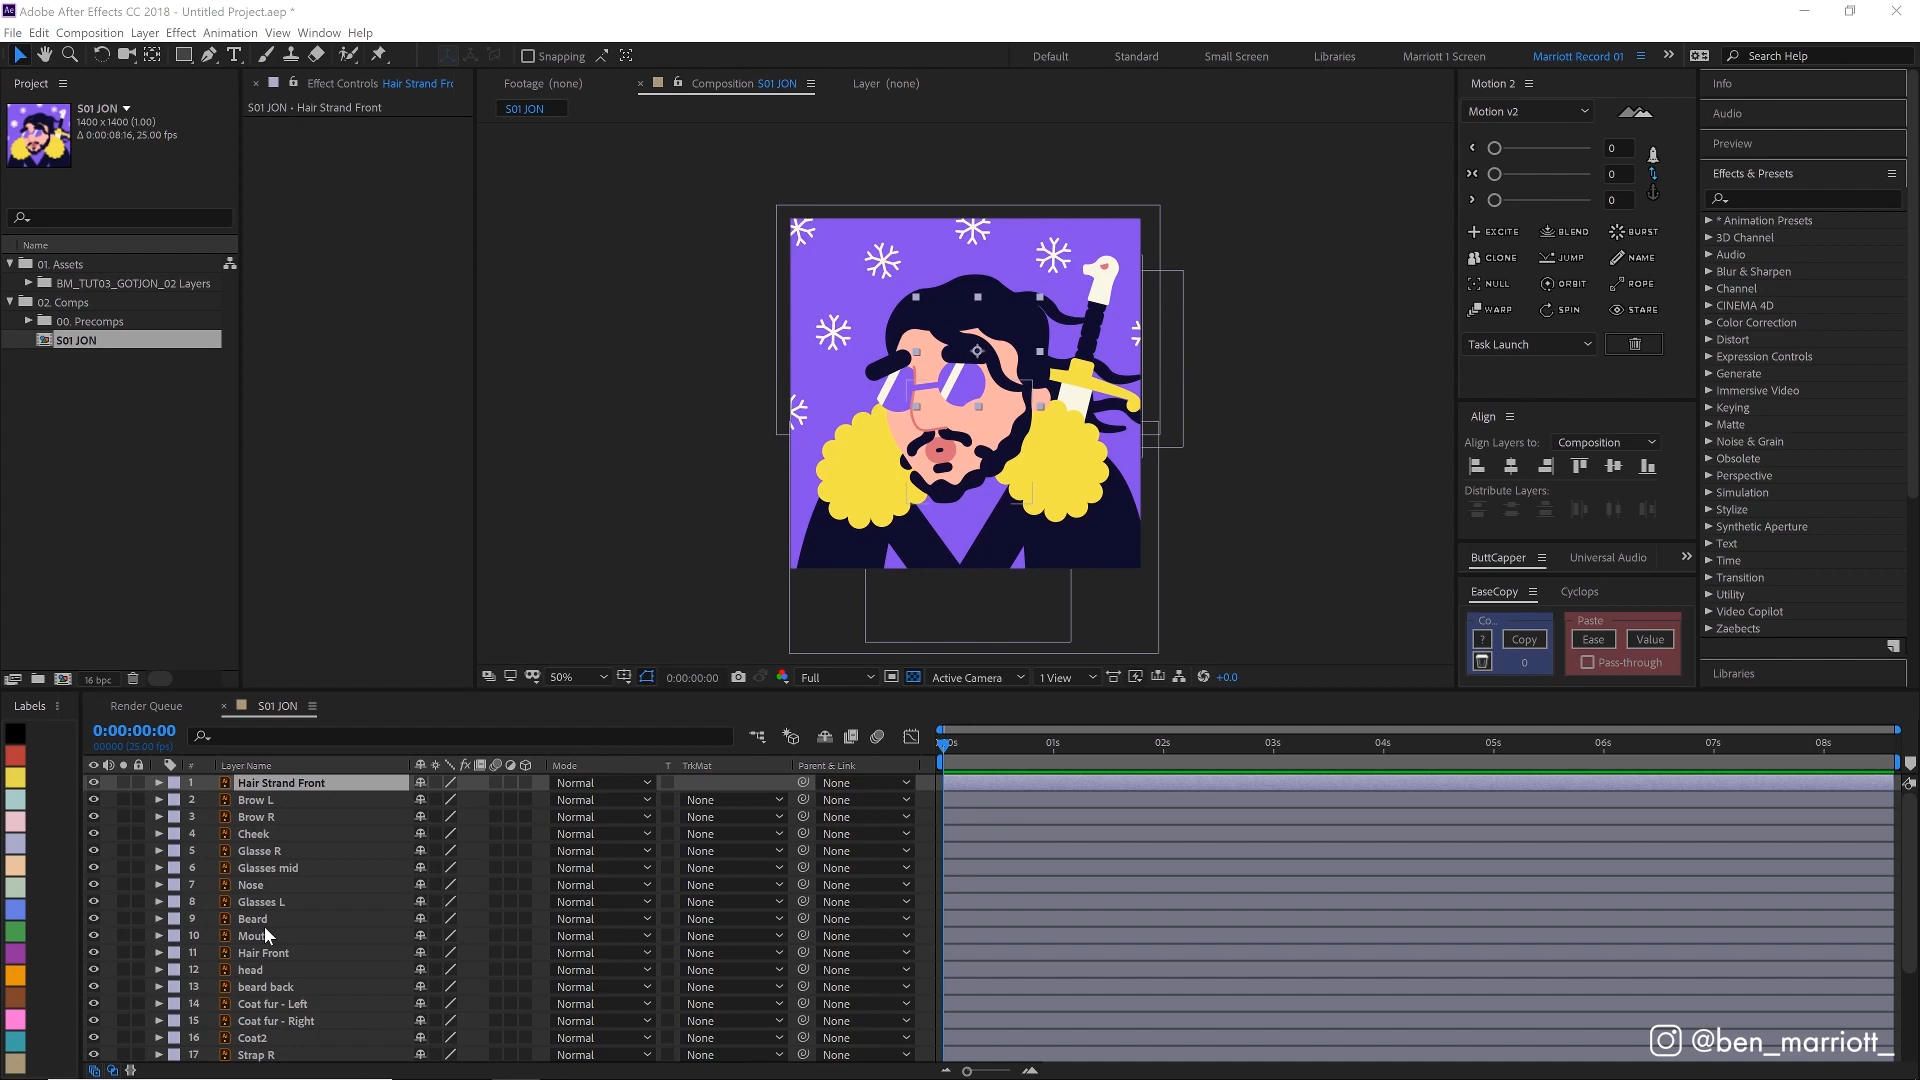 Ae Adobe After Effects CC 2018 - Untitled Project.aep *
File Edit Composition Layer Effect Animation View Window Help
Snapping
Default Standard Small Screen Libraries Marriott 1 Screen Marriott Record 01 Search Help
Project
Effect Controls Hair Strand Fro
Footage (none)
Composition S01 JON
Layer (none)
Motion 2
Info
S01 JON
1400 x 1400 (1.00)
Δ 0:00:08:16, 25.00 fps
S01 JON • Hair Strand Front
S01 JON
Motion v2
Audio
Preview
Effects & Presets
0
0
0
EXCITE BLEND BURST
CLONE JUMP NAME
NULL ORBIT ROPE
WARP SPIN STARE
Task Launch
Name
01. Assets
BM_TUT03_GOTJON_02 Layers
02. Comps
00. Precomps
S01 JON
* Animation Presets
3D Channel
Audio
Blur & Sharpen
Channel
CINEMA 4D
Color Correction
Distort
Expression Controls
Generate
Immersive Video
Keying
Matte
Noise & Grain
Obsolete
Perspective
Simulation
Stylize
Synthetic Aperture
Text
Time
Transition
Utility
Video Copilot
Zaebects
Libraries
Align
Align Layers to: Composition
Distribute Layers:
ButtCapper Universal Audio
EaseCopy Cyclops
Co... Paste
? Copy Ease Value
0 Pass-through
16 bpc
50% 0:00:00:00 Full Active Camera 1 View +0.0
Labels
Render Queue
S01 JON
0:00:00:00
00000 (25.00 fps)
01s 02s 03s 04s 05s 06s 07s 08s
# Layer Name fx Mode T TrkMat Parent & Link
1 Hair Strand Front Normal None
2 Brow L Normal None None
3 Brow R Normal None None
4 Cheek Normal None None
5 Glasse R Normal None None
6 Glasses mid Normal None None
7 Nose Normal None None
8 Glasses L Normal None None
9 Beard Normal None None
10 Mout Normal None None
11 Hair Front Normal None None
12 head Normal None None
13 beard back Normal None None
14 Coat fur - Left Normal None None
15 Coat fur - Right Normal None None
16 Coat2 Normal None None
17 Strap R Normal None None
@ben_marriott_